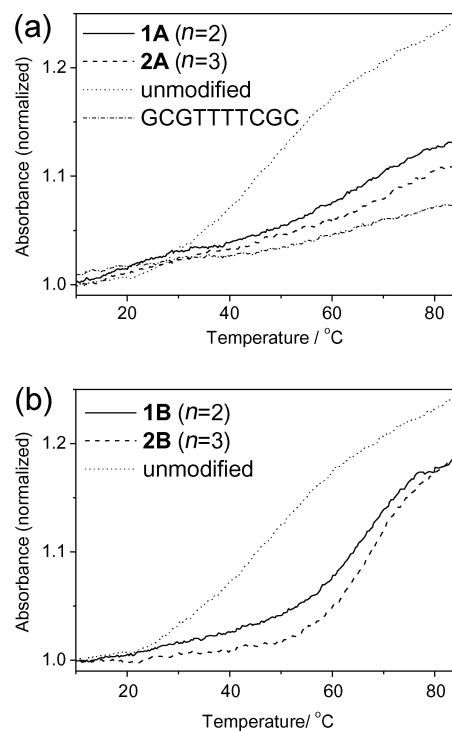 (a)
1A (n=2)
2A (n=3)
unmodified
GCGTTTTCGC
Absorbance (normalized)
1.2
1.1
1.0
20 40 60 80
Temperature / °C
(b)
1B (n=2)
2B (n=3)
unmodified
Absorbance (normalized)
1.2
1.1
1.0
20 40 60 80
Temperature/ °C